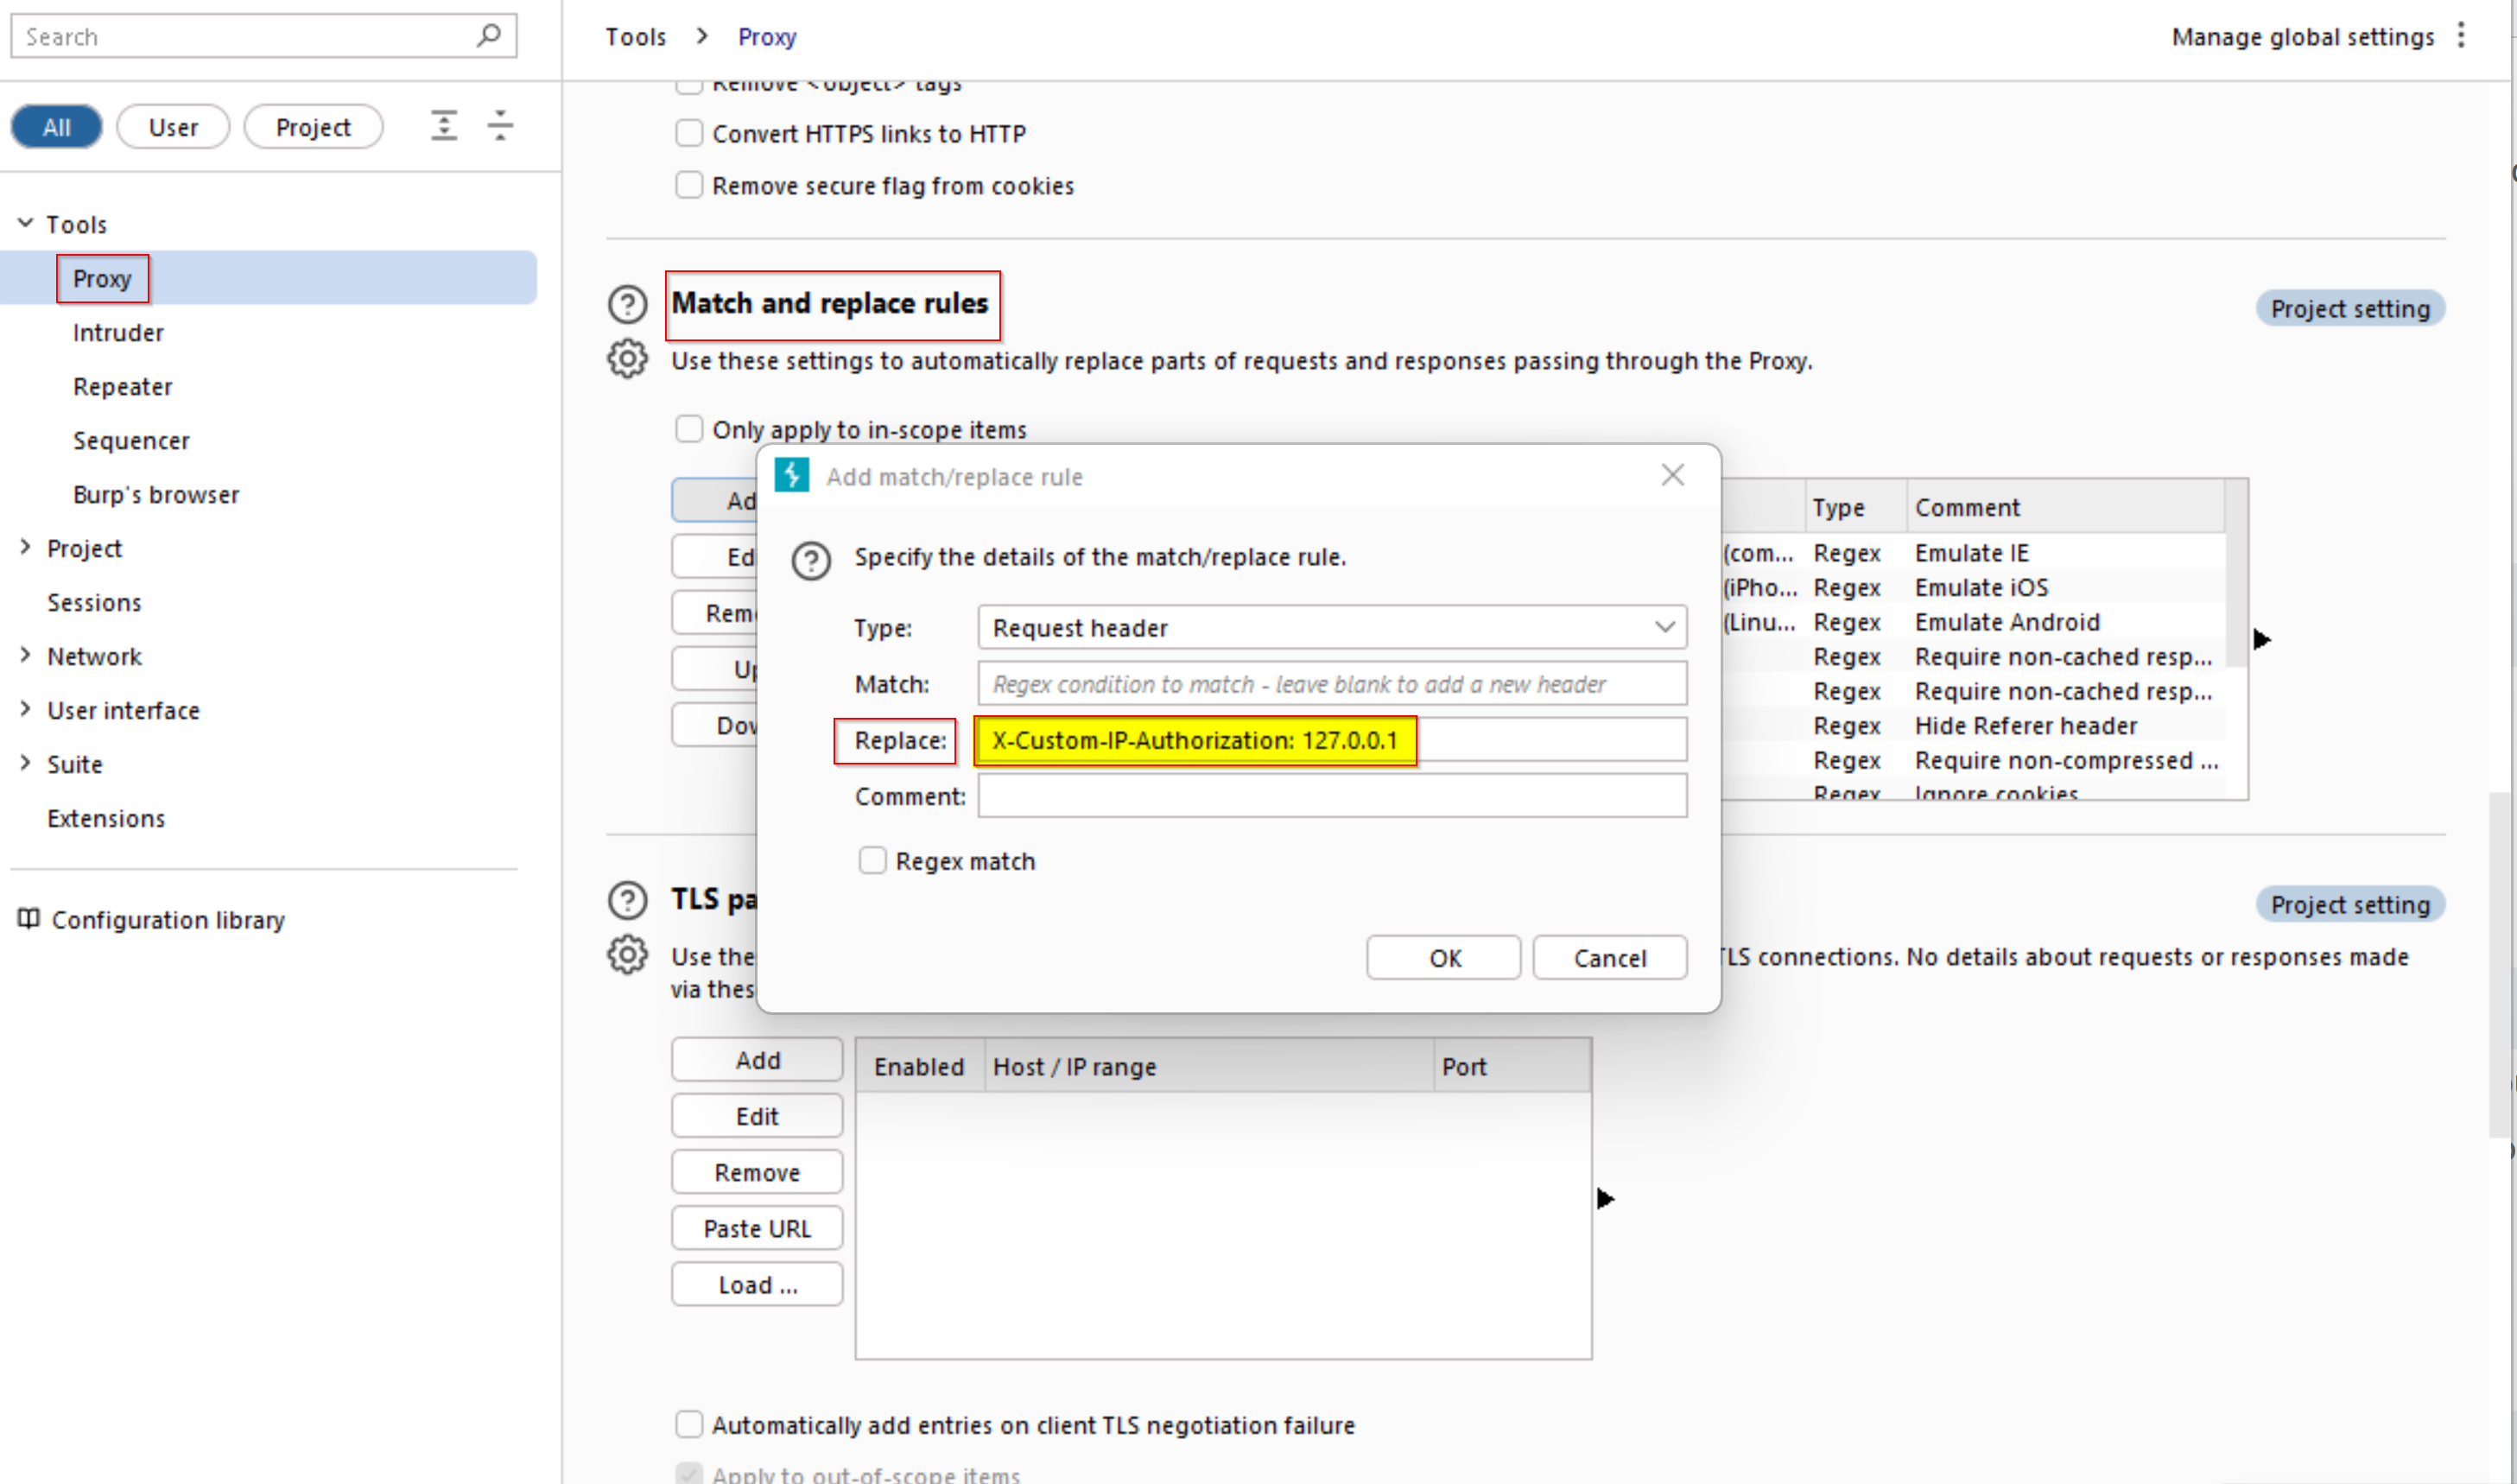 Search
All
User
Project
Tools
Proxy
Intruder
Repeater
Sequencer
Burp's browser
Project
Sessions
Network
User interface
Suite
Extensions
Configuration library
Tools > Proxy
Manage global settings
Remove <object> tags
Convert HTTPS links to HTTP
Remove secure flag from cookies
Match and replace rules
Project setting
Use these settings to automatically replace parts of requests and responses passing through the Proxy.
Only apply to in-scope items
Ad
Ed
Rem
Up
Dov
Type Comment
(com... Regex Emulate IE
(iPho... Regex Emulate iOS
(Linu... Regex Emulate Android
Regex Require non-cached resp...
Regex Require non-cached resp...
Regex Hide Referer header
Regex Require non-compressed ...
Regex Ignore cookies
Add match/replace rule
Specify the details of the match/replace rule.
Type: Request header
Match: Regex condition to match - leave blank to add a new header
Replace: X-Custom-IP-Authorization: 127.0.0.1
Comment:
Regex match
OK
Cancel
TLS pa
Project setting
Use the
TLS connections. No details about requests or responses made
via thes
Add
Edit
Remove
Paste URL
Load ...
Enabled Host / IP range Port
Automatically add entries on client TLS negotiation failure
Apply to out-of-scope items